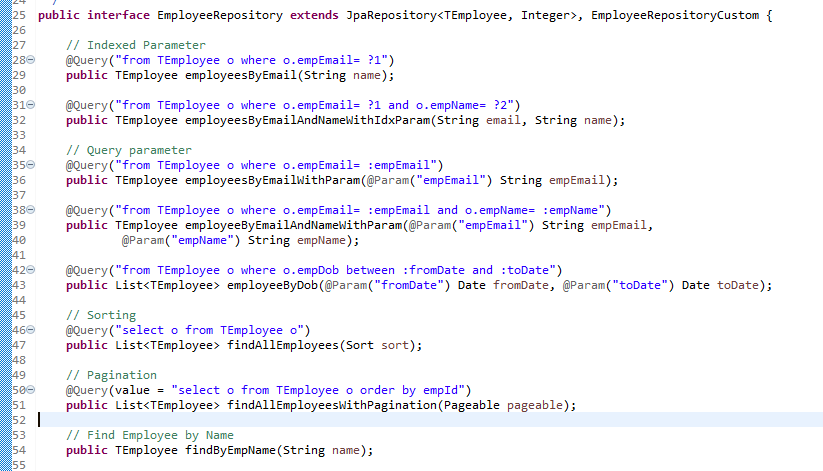 25 public interface EmployeeRepository extends JpaRepository<TEmployee, Integer>, EmployeeRepositoryCustom {
26
27 // Indexed Parameter
28 @Query("from TEmployee o where o.empEmail= ?1")
29 public TEmployee employeesByEmail(String name);
30
31 @Query("from TEmployee o where o.empEmail= ?1 and o.empName= ?2")
32 public TEmployee employeesByEmailAndNameWithIdxParam(String email, String name);
33
34 // Query parameter
35 @Query("from TEmployee o where o.empEmail= :empEmail")
36 public TEmployee employeesByEmailWithParam(@Param("empEmail") String empEmail);
37
38 @Query("from TEmployee o where o.empEmail= :empEmail and o.empName= :empName")
39 public TEmployee employeeByEmailAndNameWithParam(@Param("empEmail") String empEmail,
40 @Param("empName") String empName);
41
42 @Query("from TEmployee o where o.empDob between :fromDate and :toDate")
43 public List<TEmployee> employeeByDob(@Param("fromDate") Date fromDate, @Param("toDate") Date toDate);
44
45 // Sorting
46 @Query("select o from TEmployee o")
47 public List<TEmployee> findAllEmployees(Sort sort);
48
49 // Pagination
50 @Query(value = "select o from TEmployee o order by empId")
51 public List<TEmployee> findAllEmployeesWithPagination(Pageable pageable);
52
53 // Find Employee by Name
54 public TEmployee findByEmpName(String name);
55